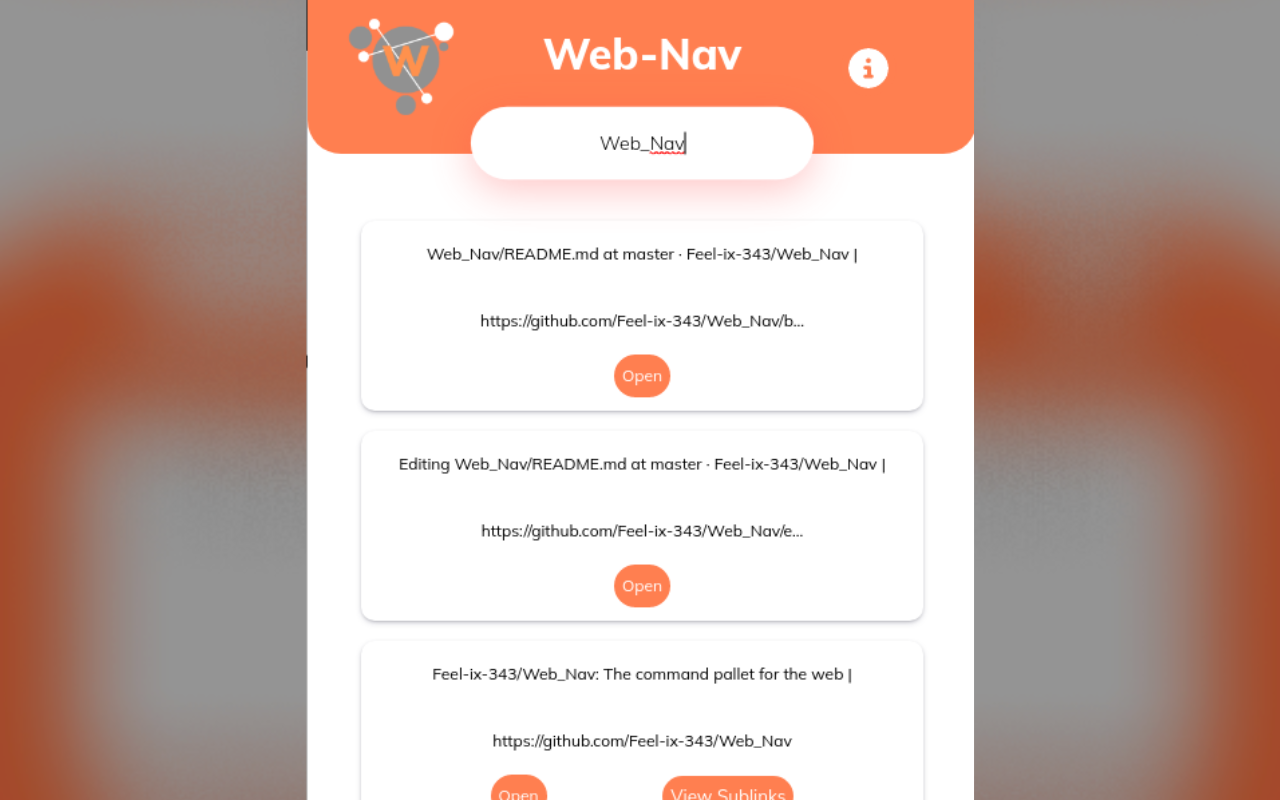 W
Web-Nav
i
Web_Nav
Web_Nav/README.md at master · Feel-ix-343/Web_Nav |
https://github.com/Feel-ix-343/Web_Nav/b...
Open
Editing Web_Nav/README.md at master · Feel-ix-343/Web_Nav |
https://github.com/Feel-ix-343/Web_Nav/e...
Open
Feel-ix-343/Web_Nav: The command pallet for the web |
https://github.com/Feel-ix-343/Web_Nav
Open View Sublinks